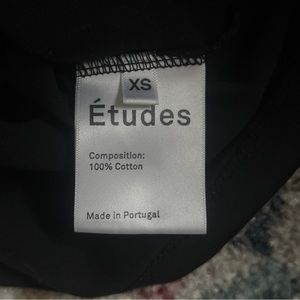 XS
Études
Composition:
100% Cotton
Made in Portugal